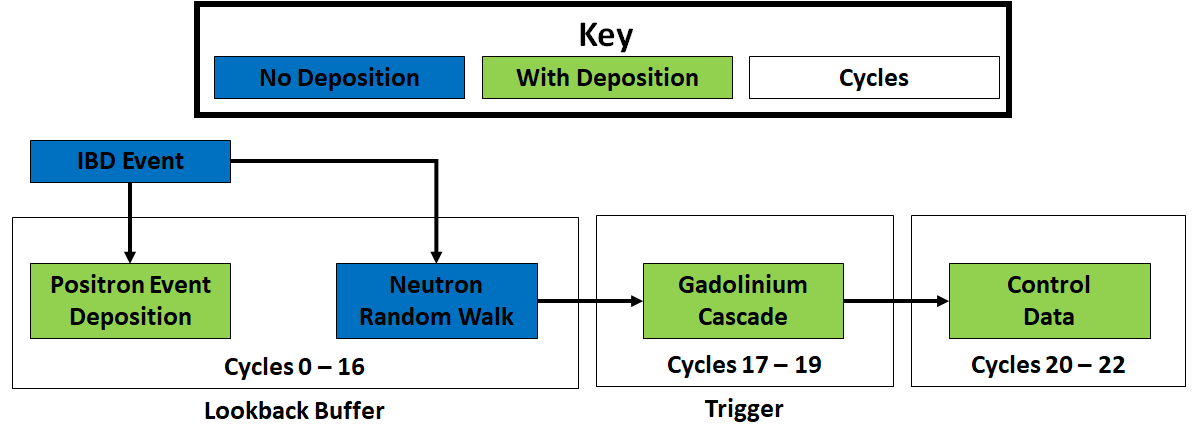 Key
No Deposition
With Deposition
Cycles
IBD Event
Positron Event
Deposition
Neutron
Random Walk
Gadolinium
Cascade
Control
Data
Cycles 0 – 16
Cycles 17 – 19
Cycles 20 – 22
Lookback Buffer
Trigger